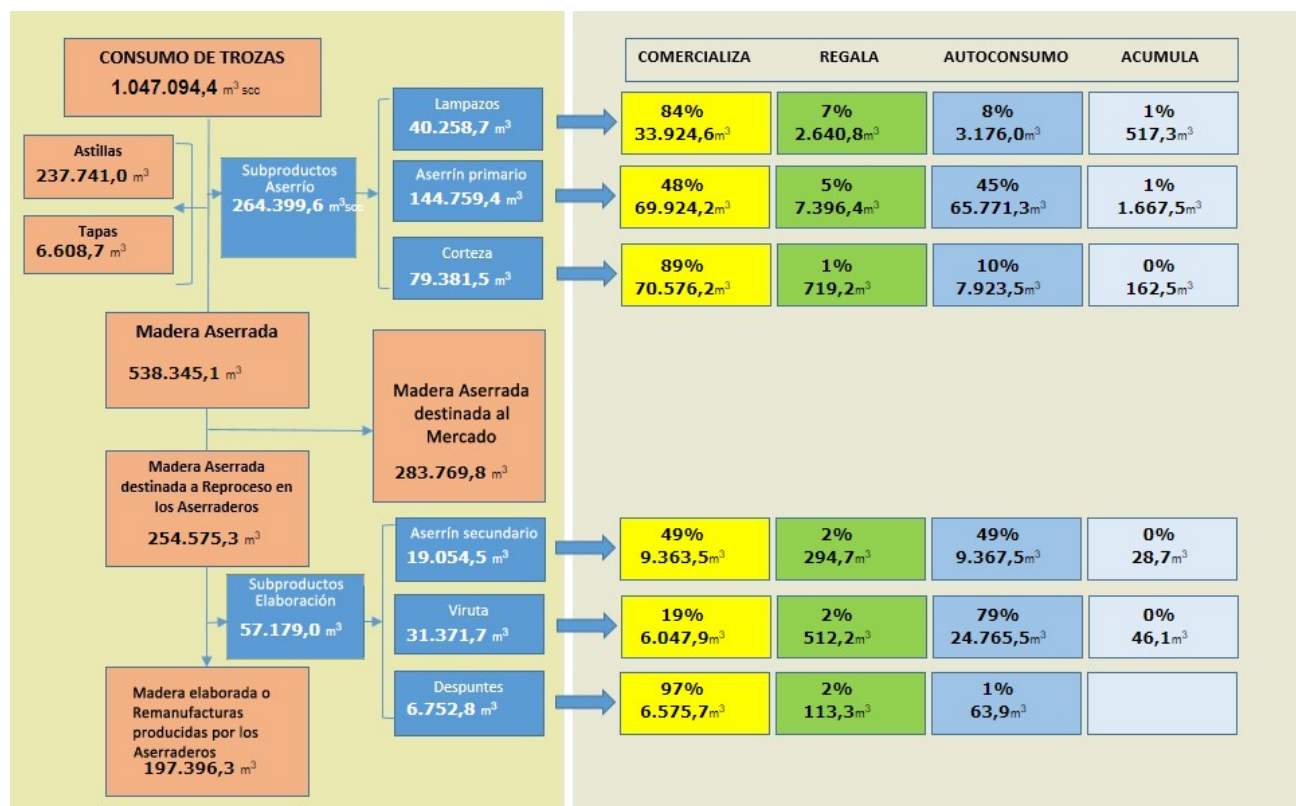 CONSUMO DE TROZAS
1.047.094,4 m³ scc
Astillas
237.741,0 m³
Tapas
6.608,7 m³
Subproductos
Aserrío
264.399,6 m³scc
Lampazos
40.258,7 m³
Aserrín primario
144.759,4 m³
Corteza
79.381,5 m³
Madera Aserrada
538.345,1 m³
Madera Aserrada
destinada al
Mercado
283.769,8 m³
Madera Aserrada
destinada a Reproceso en
los Aserraderos
254.575,3 m³
Subproductos
Elaboración
57.179,0 m³
Aserrín secundario
19.054,5 m³
Viruta
31.371,7 m³
Despuntes
6.752,8 m³
Madera elaborada o
Remanufacturas
producidas por los
Aserraderos
197.396,3 m³
COMERCIALIZA REGALA AUTOCONSUMO ACUMULA
84% 7% 8% 1%
33.924,6m³ 2.640,8m³ 3.176,0m³ 517,3m³
48% 5% 45% 1%
69.924,2m³ 7.396,4m³ 65.771,3m³ 1.667,5m³
89% 1% 10% 0%
70.576,2m³ 719,2m³ 7.923,5m³ 162,5m³
49% 2% 49% 0%
9.363,5m³ 294,7m³ 9.367,5m³ 28,7m³
19% 2% 79% 0%
6.047,9m³ 512,2m³ 24.765,5m³ 46,1m³
97% 2% 1%
6.575,7m³ 113,3m³ 63,9m³